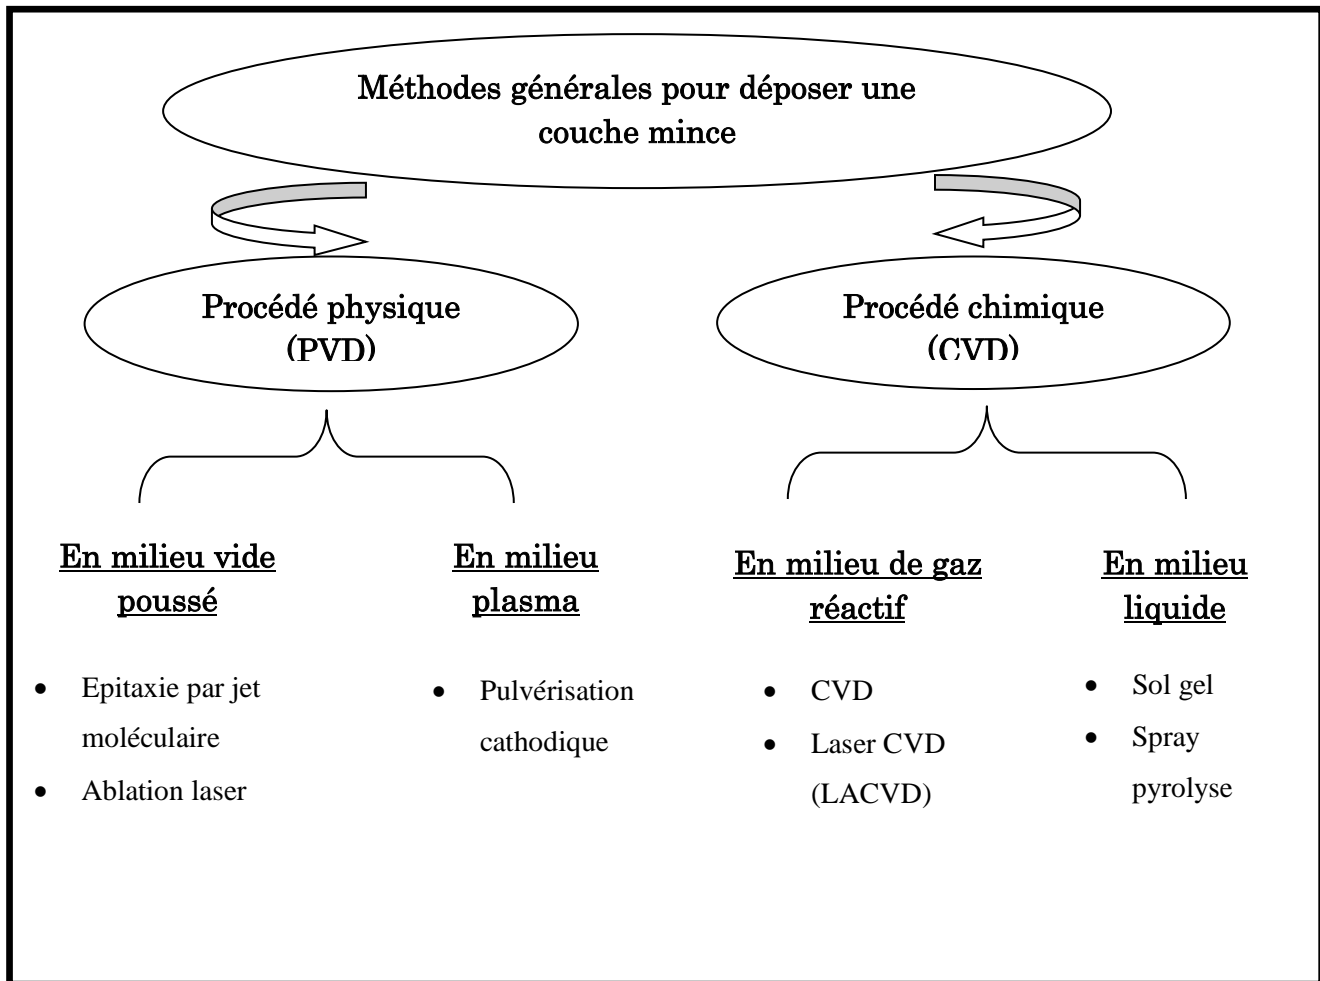 Méthodes générales pour déposer une
couche mince
Procédé physique
(PVD)
Procédé chimique
(CVD)
En milieu vide
poussé
• Epitaxie par jet
moléculaire
• Ablation laser
En milieu
plasma
• Pulvérisation
cathodique
En milieu de gaz
réactif
• CVD
• Laser CVD
(LACVD)
En milieu
liquide
• Sol gel
• Spray
pyrolyse